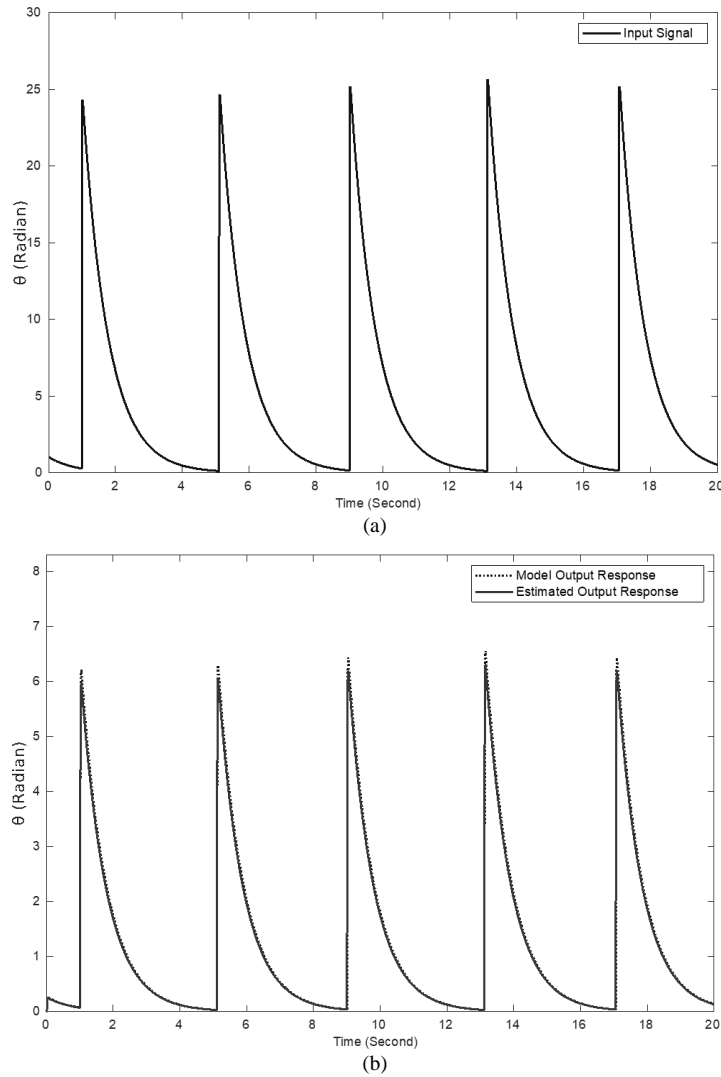 30
Input Signal
25
20
15
10
5
0
θ (Radian)
0 2 4 6 8 10 12 14 16 18 20
Time (Second)
(a)
8
Model Output Response
Estimated Output Response
7
6
5
4
3
2
1
0
θ (Radian)
0 2 4 6 8 10 12 14 16 18 20
Time (Second)
(b)